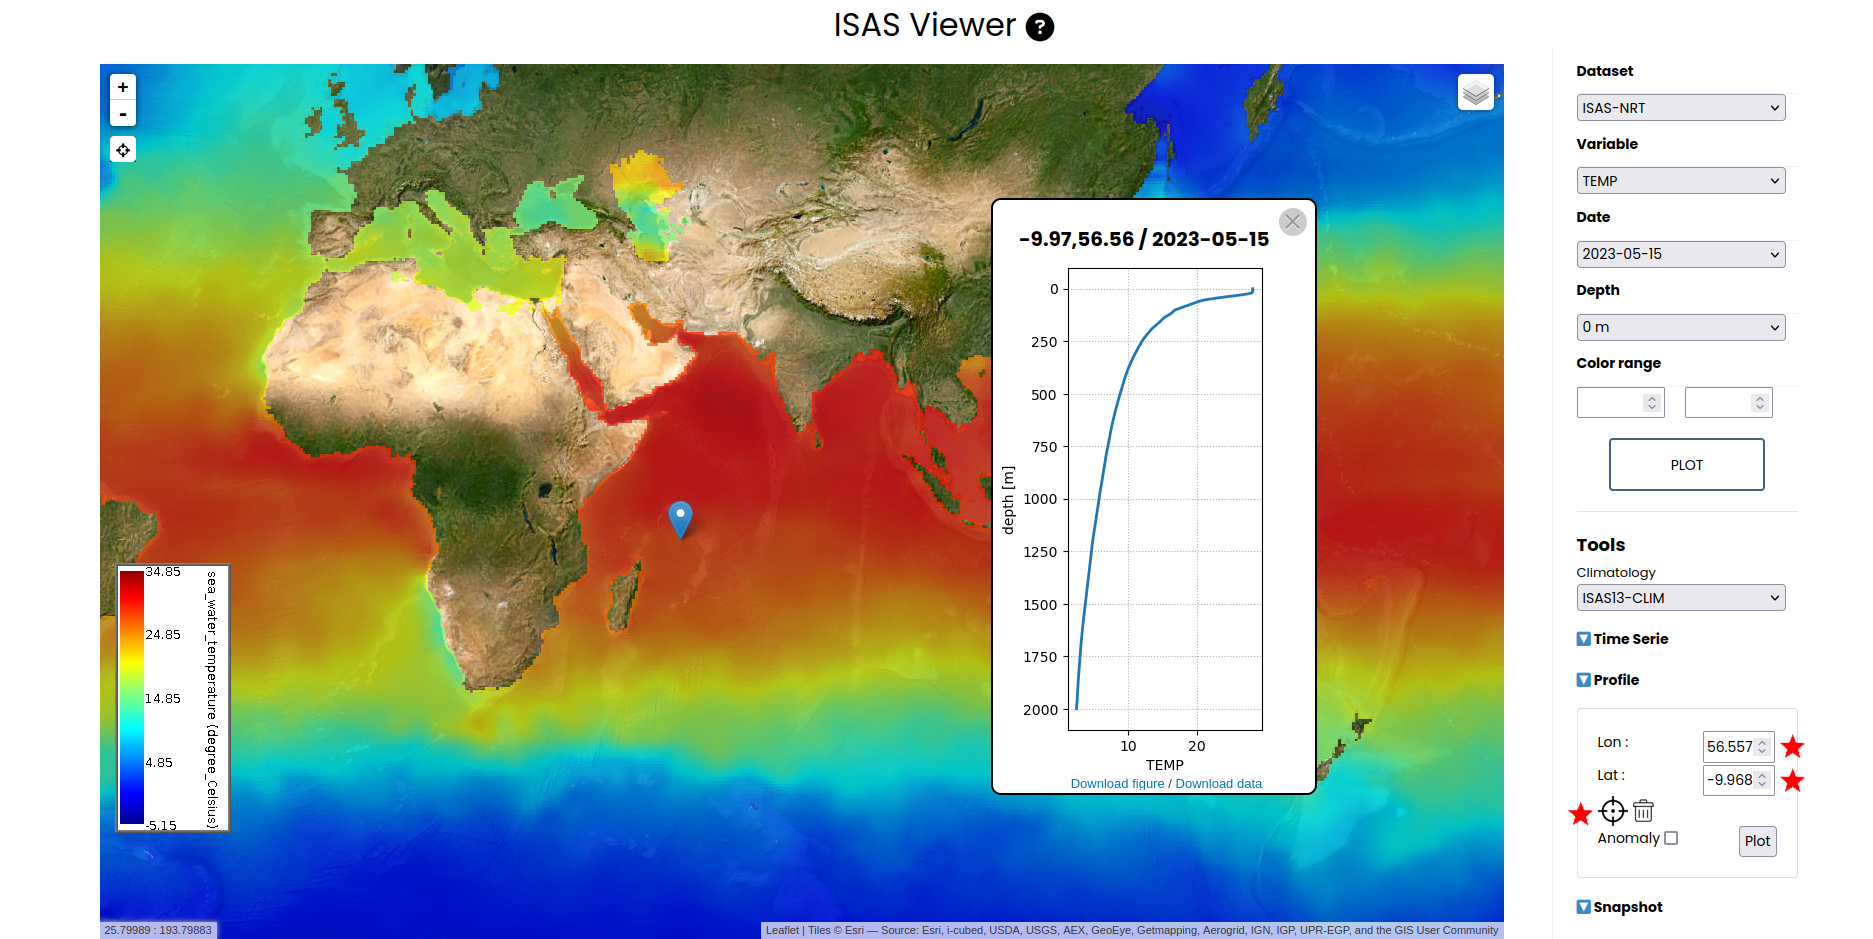 ISAS Viewer ?
+
-
34.85
24.85
14.85
4.85
-5.15
sea_water_temperature (degree_Celsius)
25.79989 : 193.79883
-9.97,56.56 / 2023-05-15
0
250
500
750
1000
1250
1500
1750
2000
depth [m]
10 20
TEMP
Download figure / Download data
Leaflet | Tiles © Esri — Source: Esri, i-cubed, USDA, USGS, AEX, GeoEye, Getmapping, Aerogrid, IGN, IGP, UPR-EGP, and the GIS User Community
Dataset
ISAS-NRT
Variable
TEMP
Date
2023-05-15
Depth
0 m
Color range
PLOT
Tools
Climatology
ISAS13-CLIM
Time Serie
Profile
Lon : 56.557
Lat : -9.968
Anomaly
Plot
Snapshot